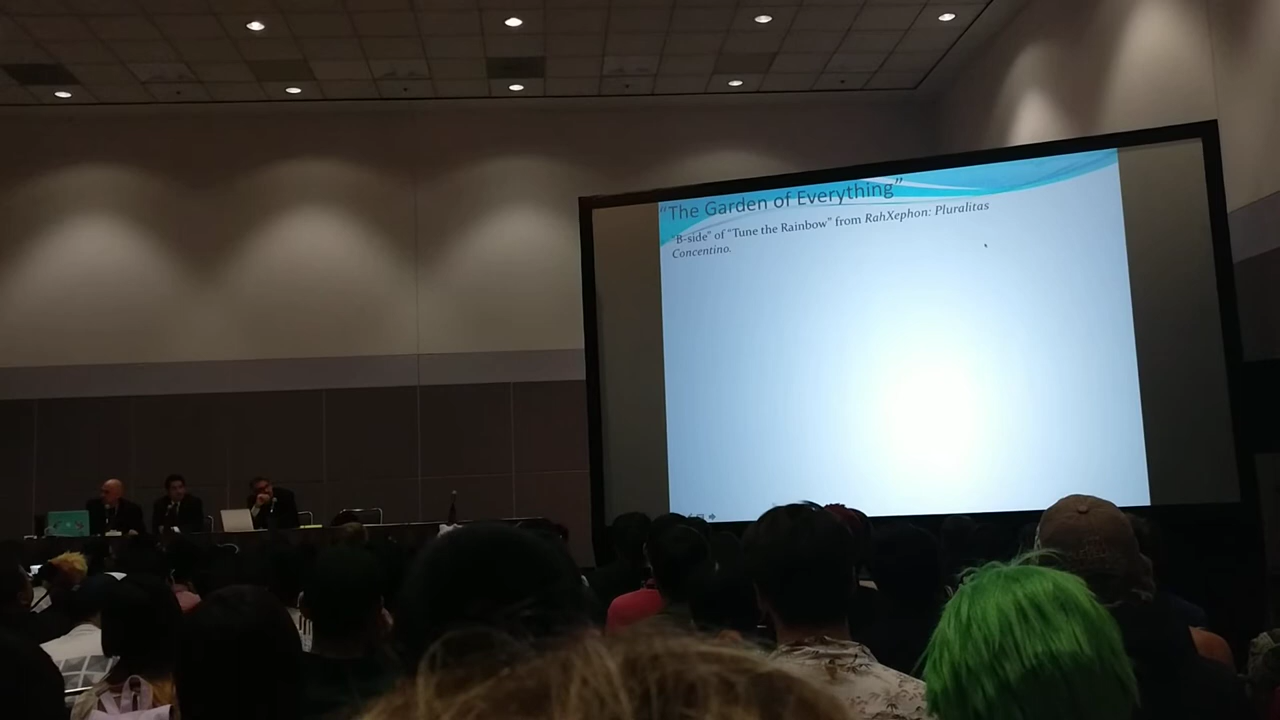 “The Garden of Everything”
“B-side” of “Tune the Rainbow” from RahXephon: Pluralitas
Concentino.